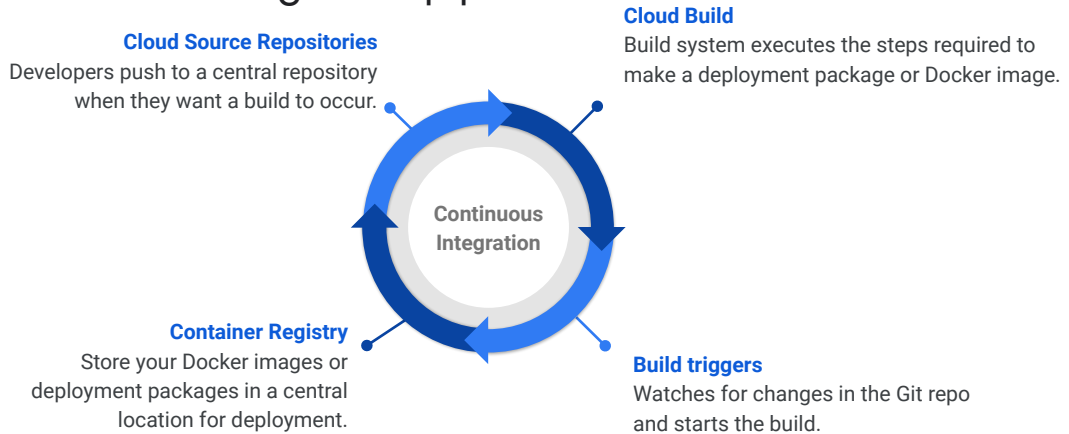 Cloud Source Repositories
Developers push to a central repository
when they want a build to occur.
Cloud Build
Build system executes the steps required to
make a deployment package or Docker image.
Continuous
Integration
Container Registry
Store your Docker images or
deployment packages in a central
location for deployment.
Build triggers
Watches for changes in the Git repo
and starts the build.